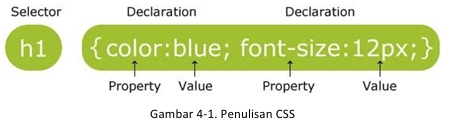 Selector Declaration Declaration
h1 {color:blue; font-size:12px;}
Property Value Property Value
Gambar 4-1. Penulisan CSS